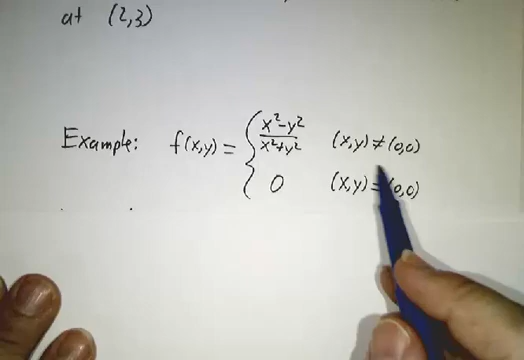 at (2,3)
Example: f(x,y) = { x²-y² / x²+y² (x,y) ≠ (0,0)
0 (x,y) = (0,0)